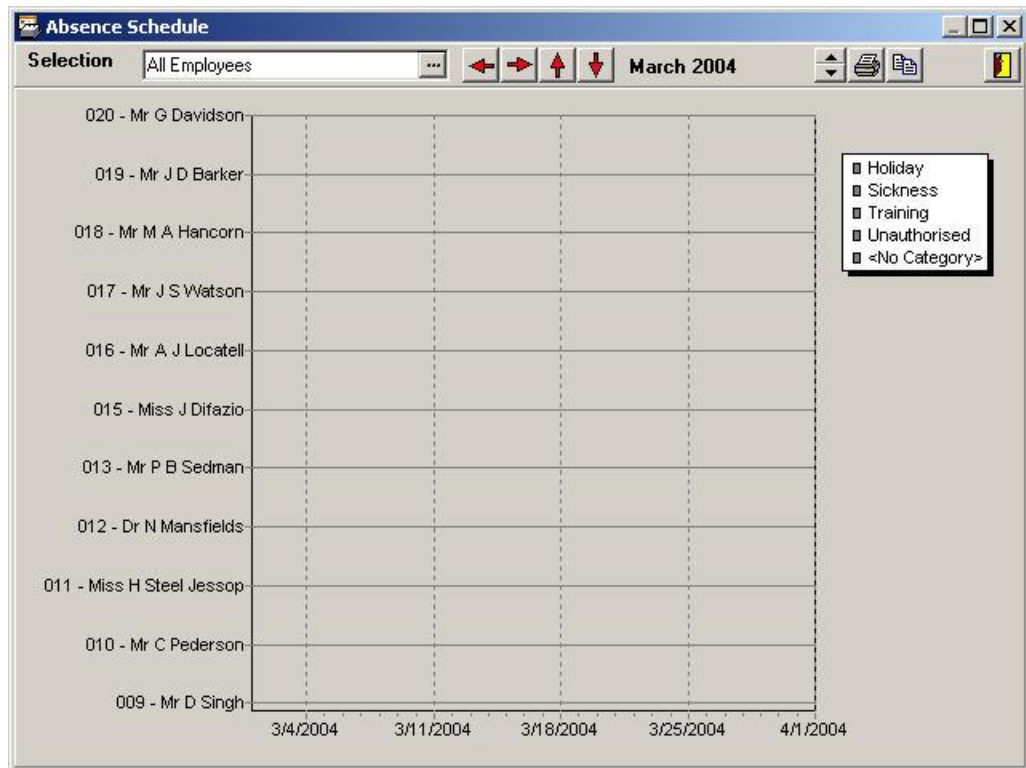 Absence Schedule
Selection All Employees ... March 2004
020 - Mr G Davidson
019 - Mr J D Barker
018 - Mr M A Hancorn
017 - Mr J S Watson
016 - Mr A J Locatell
015 - Miss J Difazio
013 - Mr P B Sedman
012 - Dr N Mansfields
011 - Miss H Steel Jessop
010 - Mr C Pederson
009 - Mr D Singh
3/4/2004 3/11/2004 3/18/2004 3/25/2004 4/1/2004
Holiday
Sickness
Training
Unauthorised
<No Category>